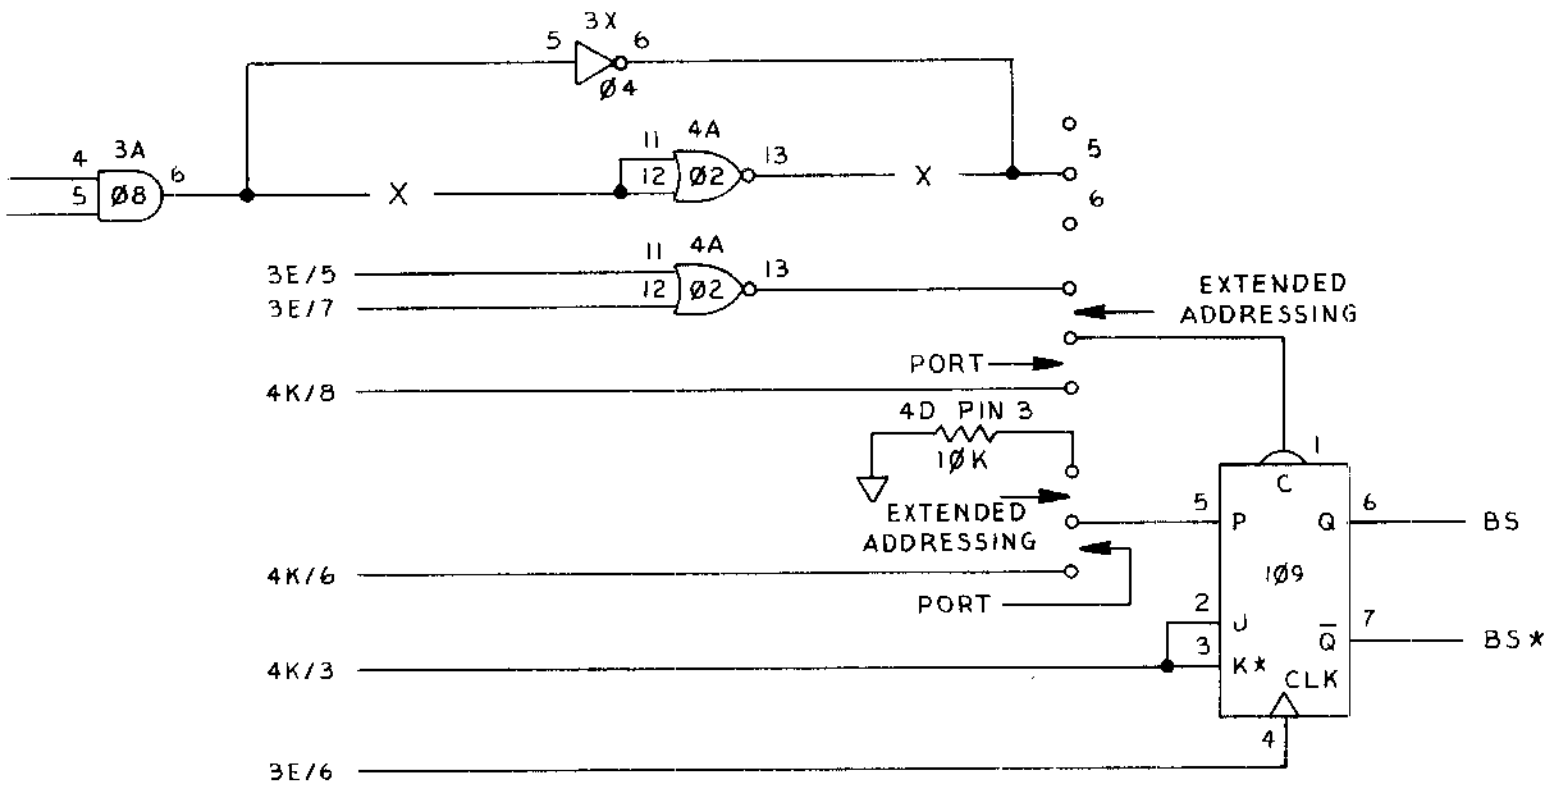 3X
5 6
Ø4
3A
4
5
Ø8
6
X
4A
11
12
Ø2
13
X
5
6
4A
3E/5
3E/7
11
12
Ø2
13
EXTENDED
ADDRESSING
PORT
4K/8
4D PIN 3
1ØK
EXTENDED
ADDRESSING
4K/6
PORT
4K/3
3E/6
1
C
5 P Q 6 BS
1Ø9
2 J
3 K*
Q̅ 7 BS*
CLK
4